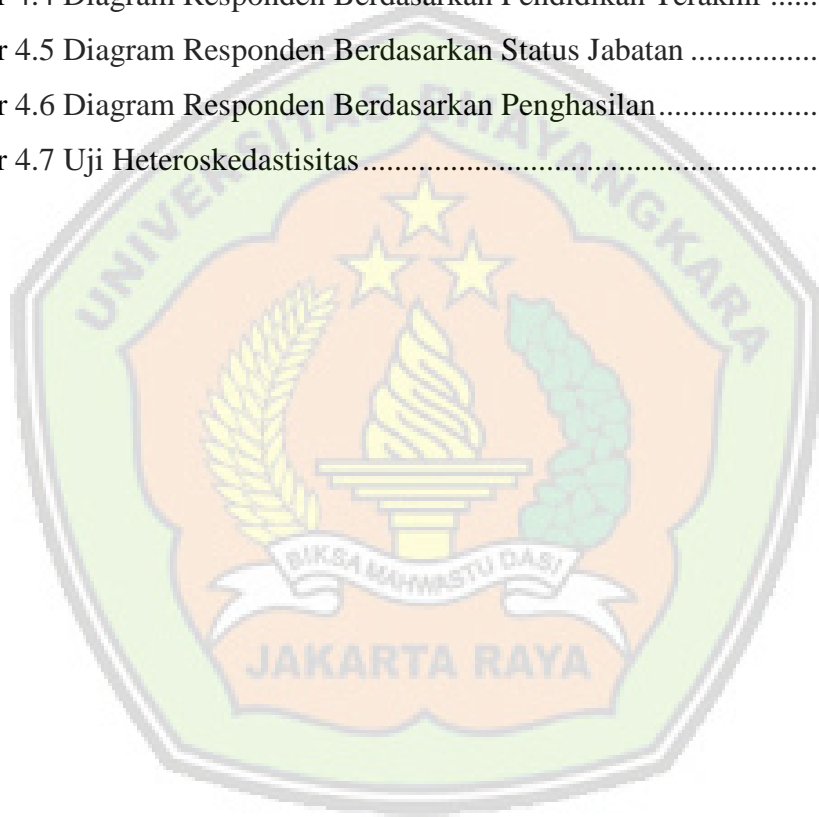 r 4.4 Diagram Responden Berdasarkan Pendidikan Terakhir ......
r 4.5 Diagram Responden Berdasarkan Status Jabatan ................
r 4.6 Diagram Responden Berdasarkan Penghasilan....................
r 4.7 Uji Heteroskedastisitas.........................................................
UNIVERSITAS BHAYANGKARA
BIKSA MAHWASTU DASI
JAKARTA RAYA